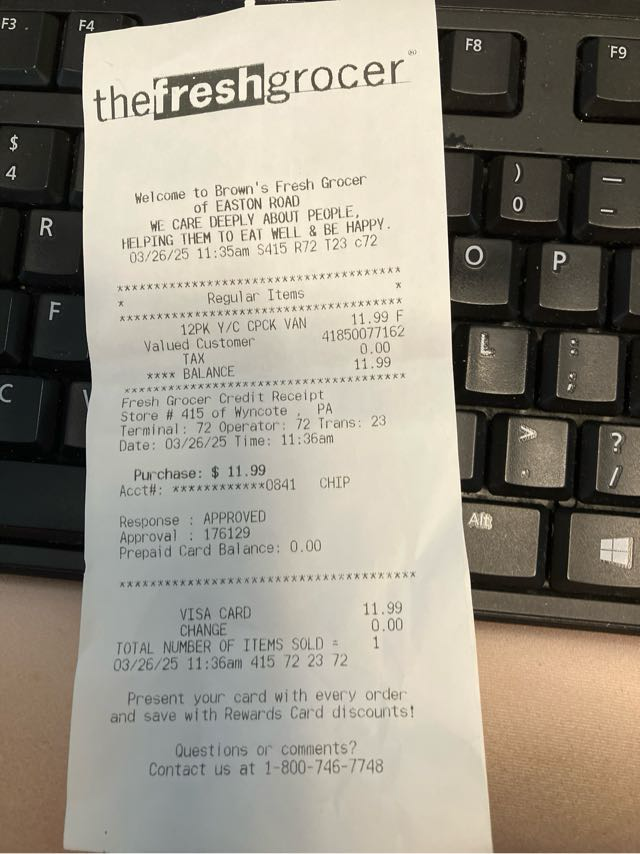 F3
F4
F8
F9
$
4
)
0
R
O
P
F
L
:
;
C
>
.
?
/
Alt
thefreshgrocer®
Welcome to Brown's Fresh Grocer
of EASTON ROAD
WE CARE DEEPLY ABOUT PEOPLE,
HELPING THEM TO EAT WELL & BE HAPPY.
03/26/25 11:35am S415 R72 T23 c72
****************************************
* Regular Items *
****************************************
12PK Y/C CPCK VAN 11.99 F
Valued Customer 41850077162
TAX 0.00
**** BALANCE 11.99
****************************************
Fresh Grocer Credit Receipt
Store # 415 of Wyncote , PA
Terminal: 72 Operator: 72 Trans: 23
Date: 03/26/25 Time: 11:36am
Purchase: $ 11.99
Acct#: ************0841 CHIP
Response : APPROVED
Approval : 176129
Prepaid Card Balance: 0.00
****************************************
VISA CARD 11.99
CHANGE 0.00
TOTAL NUMBER OF ITEMS SOLD = 1
03/26/25 11:36am 415 72 23 72
Present your card with every order
and save with Rewards Card discounts!
Questions or comments?
Contact us at 1-800-746-7748